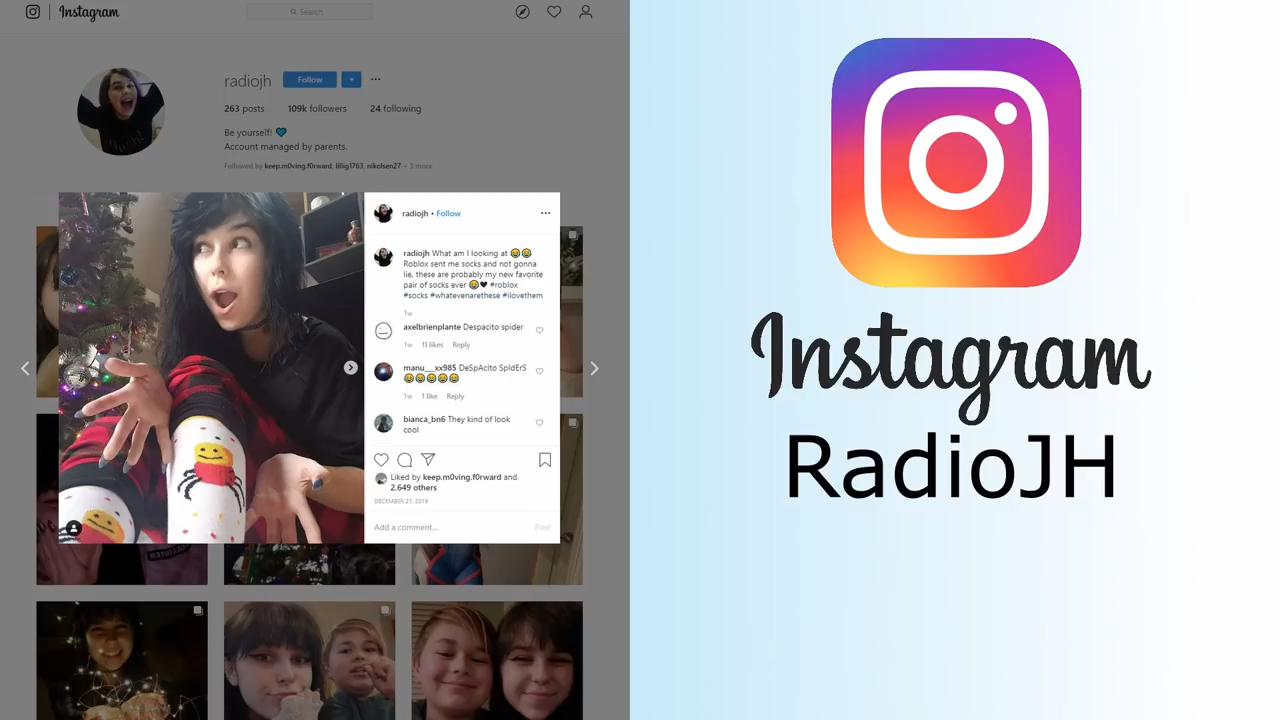 Instagram
Search
radiojh Follow
263 posts 109k followers 24 following
Be yourself!
Account managed by parents.
Followed by keep.m0ving.f0rward, lillig1763, nikolsen27 + 3 more
radiojh • Follow
radiojh What am I looking at 😂😂
Roblox sent me socks and not gonna
lie, these are probably my new favorite
pair of socks ever 😂🖤 #roblox
#socks #whatevenarethese #ilovethem
1w
axelbrienplante Despacito spider
1w 11 likes Reply
manu__xx985 DeSpAcIto SpIdErS
😂😂😂😂😂
1w 1 like Reply
bianca_bn6 They kind of look
cool
Liked by keep.m0ving.f0rward and
2.649 others
DECEMBER 21, 2019
Add a comment... Post
HOLLISTER
Instagram
RadioJH